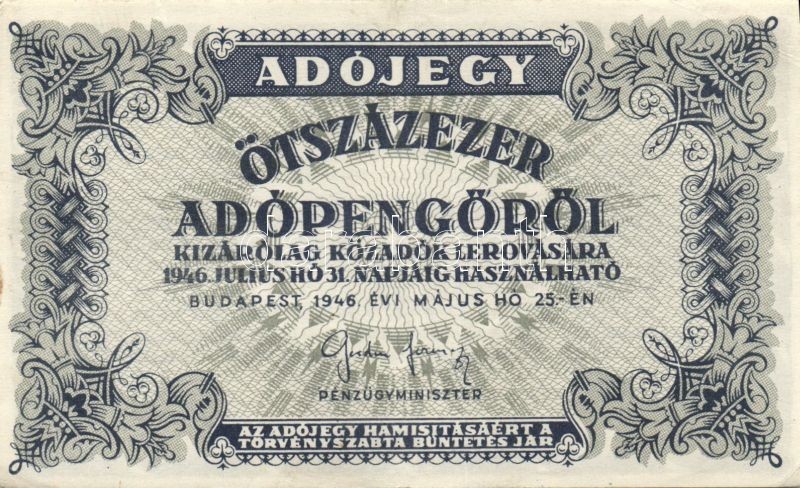 ADÓJEGY
ÖTSZÁZEZER
ADÓPENGŐRŐL
KIZÁRÓLAG KÖZADÓK LEROVÁSÁRA
1946. JULIUS HÓ 31. NAPJÁIG HASZNÁLHATÓ
BUDAPEST, 1946. ÉVI MÁJUS HÓ 25.-ÉN
PÉNZÜGYMINISZTER
AZ ADÓJEGY HAMISITÁSAÉRT A
TÖRVÉNYSZABTA BÜNTETÉS JÁR